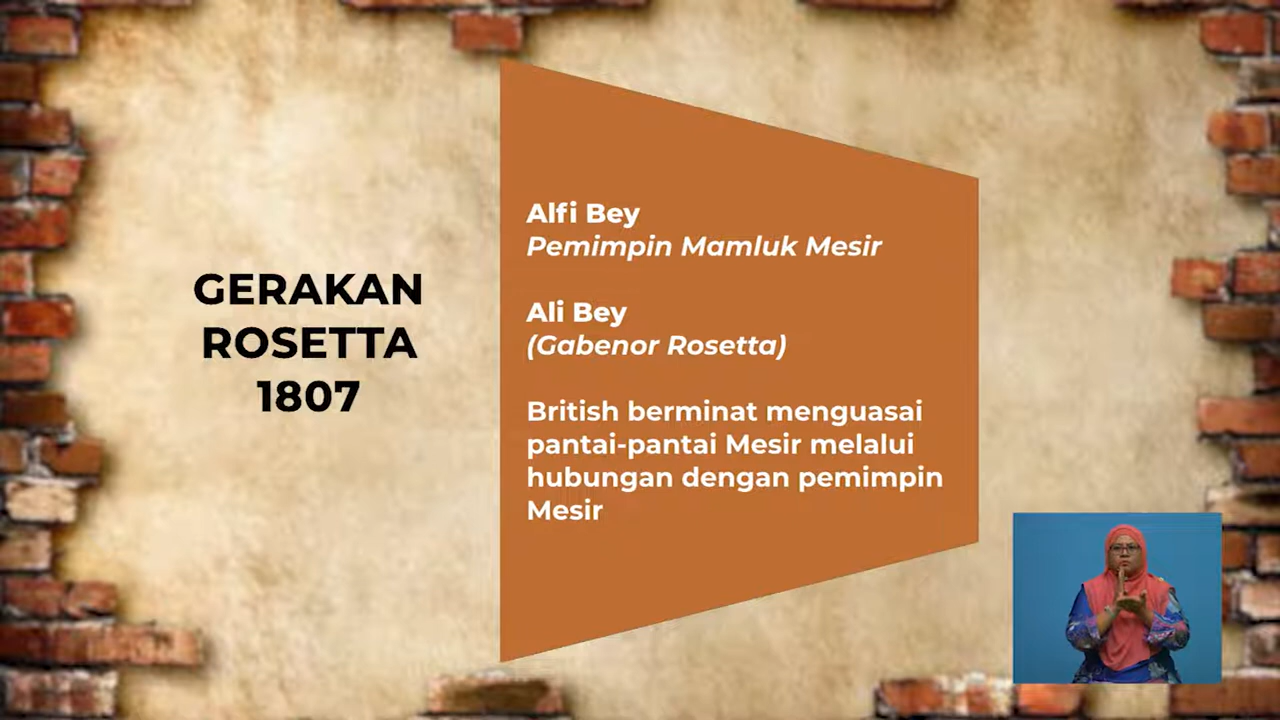 GERAKAN
ROSETTA
1807
Alfi Bey
Pemimpin Mamluk Mesir
Ali Bey
(Gabenor Rosetta)
British berminat menguasai
pantai-pantai Mesir melalui
hubungan dengan pemimpin
Mesir